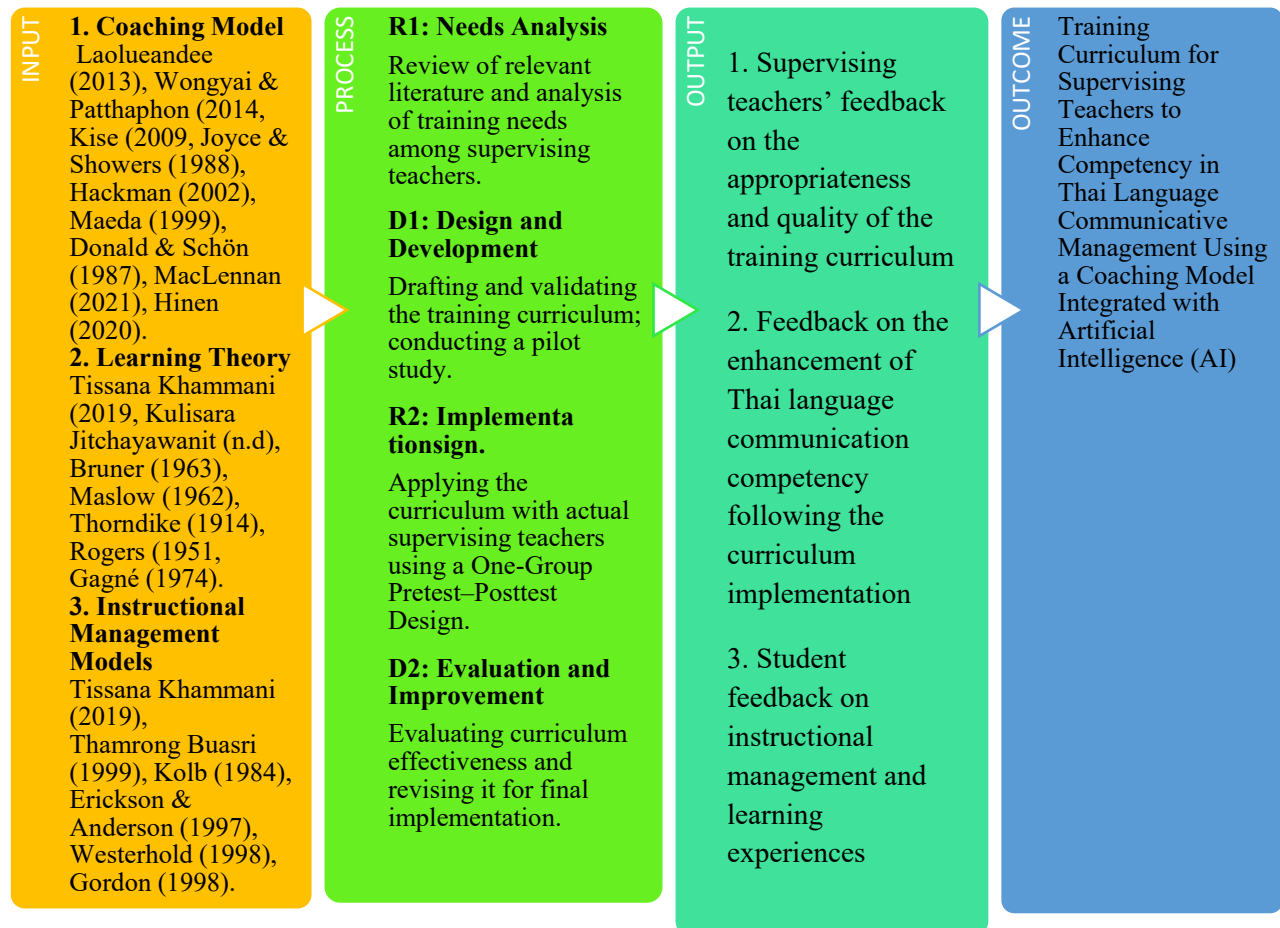 INPUT
1. Coaching Model
Laolueandee
(2013), Wongyai &
Patthaphon (2014,
Kise (2009, Joyce &
Showers (1988),
Hackman (2002),
Maeda (1999),
Donald & Schön
(1987), MacLennan
(2021), Hinen
(2020).
2. Learning Theory
Tissana Khammani
(2019, Kulisara
Jitchayawanit (n.d),
Bruner (1963),
Maslow (1962),
Thorndike (1914),
Rogers (1951,
Gagné (1974).
3. Instructional
Management
Models
Tissana Khammani
(2019),
Thamrong Buasri
(1999), Kolb (1984),
Erickson &
Anderson (1997),
Westerhold (1998),
Gordon (1998).
PROCESS
R1: Needs Analysis
Review of relevant
literature and analysis
of training needs
among supervising
teachers.
D1: Design and
Development
Drafting and validating
the training curriculum;
conducting a pilot
study.
R2: Implementa
tionsign.
Applying the
curriculum with actual
supervising teachers
using a One-Group
Pretest–Posttest
Design.
D2: Evaluation and
Improvement
Evaluating curriculum
effectiveness and
revising it for final
implementation.
OUTPUT
1. Supervising
teachers’ feedback
on the
appropriateness
and quality of the
training curriculum
2. Feedback on the
enhancement of
Thai language
communication
competency
following the
curriculum
implementation
3. Student
feedback on
instructional
management and
learning
experiences
OUTCOME
Training
Curriculum for
Supervising
Teachers to
Enhance
Competency in
Thai Language
Communicative
Management Using
a Coaching Model
Integrated with
Artificial
Intelligence (AI)